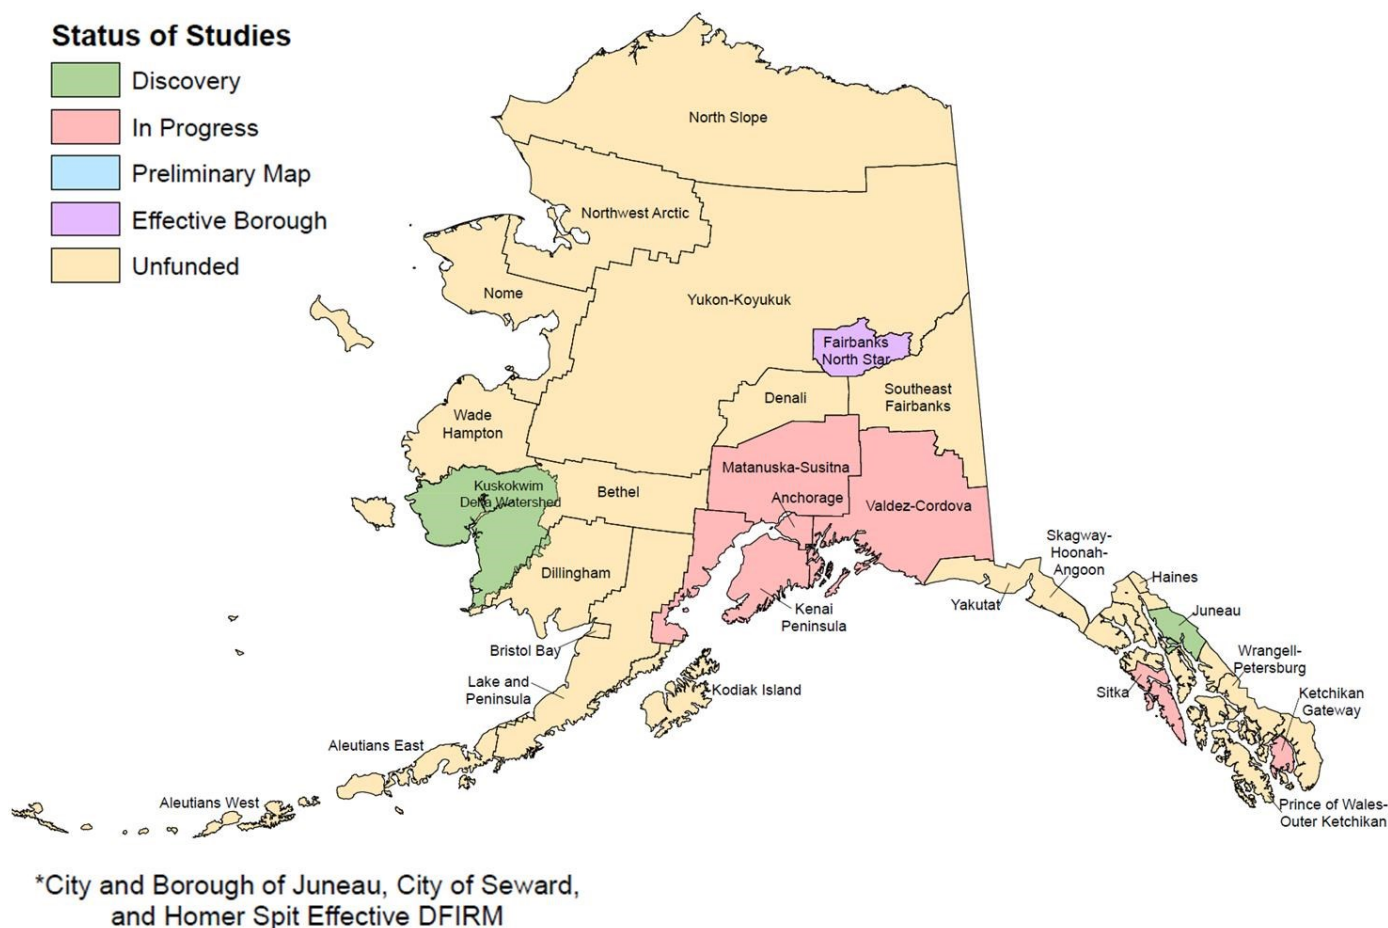 Status of Studies
Discovery
In Progress
Preliminary Map
Effective Borough
Unfunded
North Slope
Northwest Arctic
Nome
Yukon-Koyukuk
Fairbanks
North Star
Southeast
Fairbanks
Denali
Wade
Hampton
Matanuska-Susitna
Kuskokwim
Delta Watershed
Bethel
Anchorage
Valdez-Cordova
Skagway-
Hoonah-
Angoon
Dillingham
Haines
Yakutat
Kenai
Peninsula
Juneau
Bristol Bay
Wrangell-
Petersburg
Lake and
Peninsula
Kodiak Island
Sitka
Ketchikan
Gateway
Aleutians East
Aleutians West
Prince of Wales-
Outer Ketchikan
*City and Borough of Juneau, City of Seward,
and Homer Spit Effective DFIRM